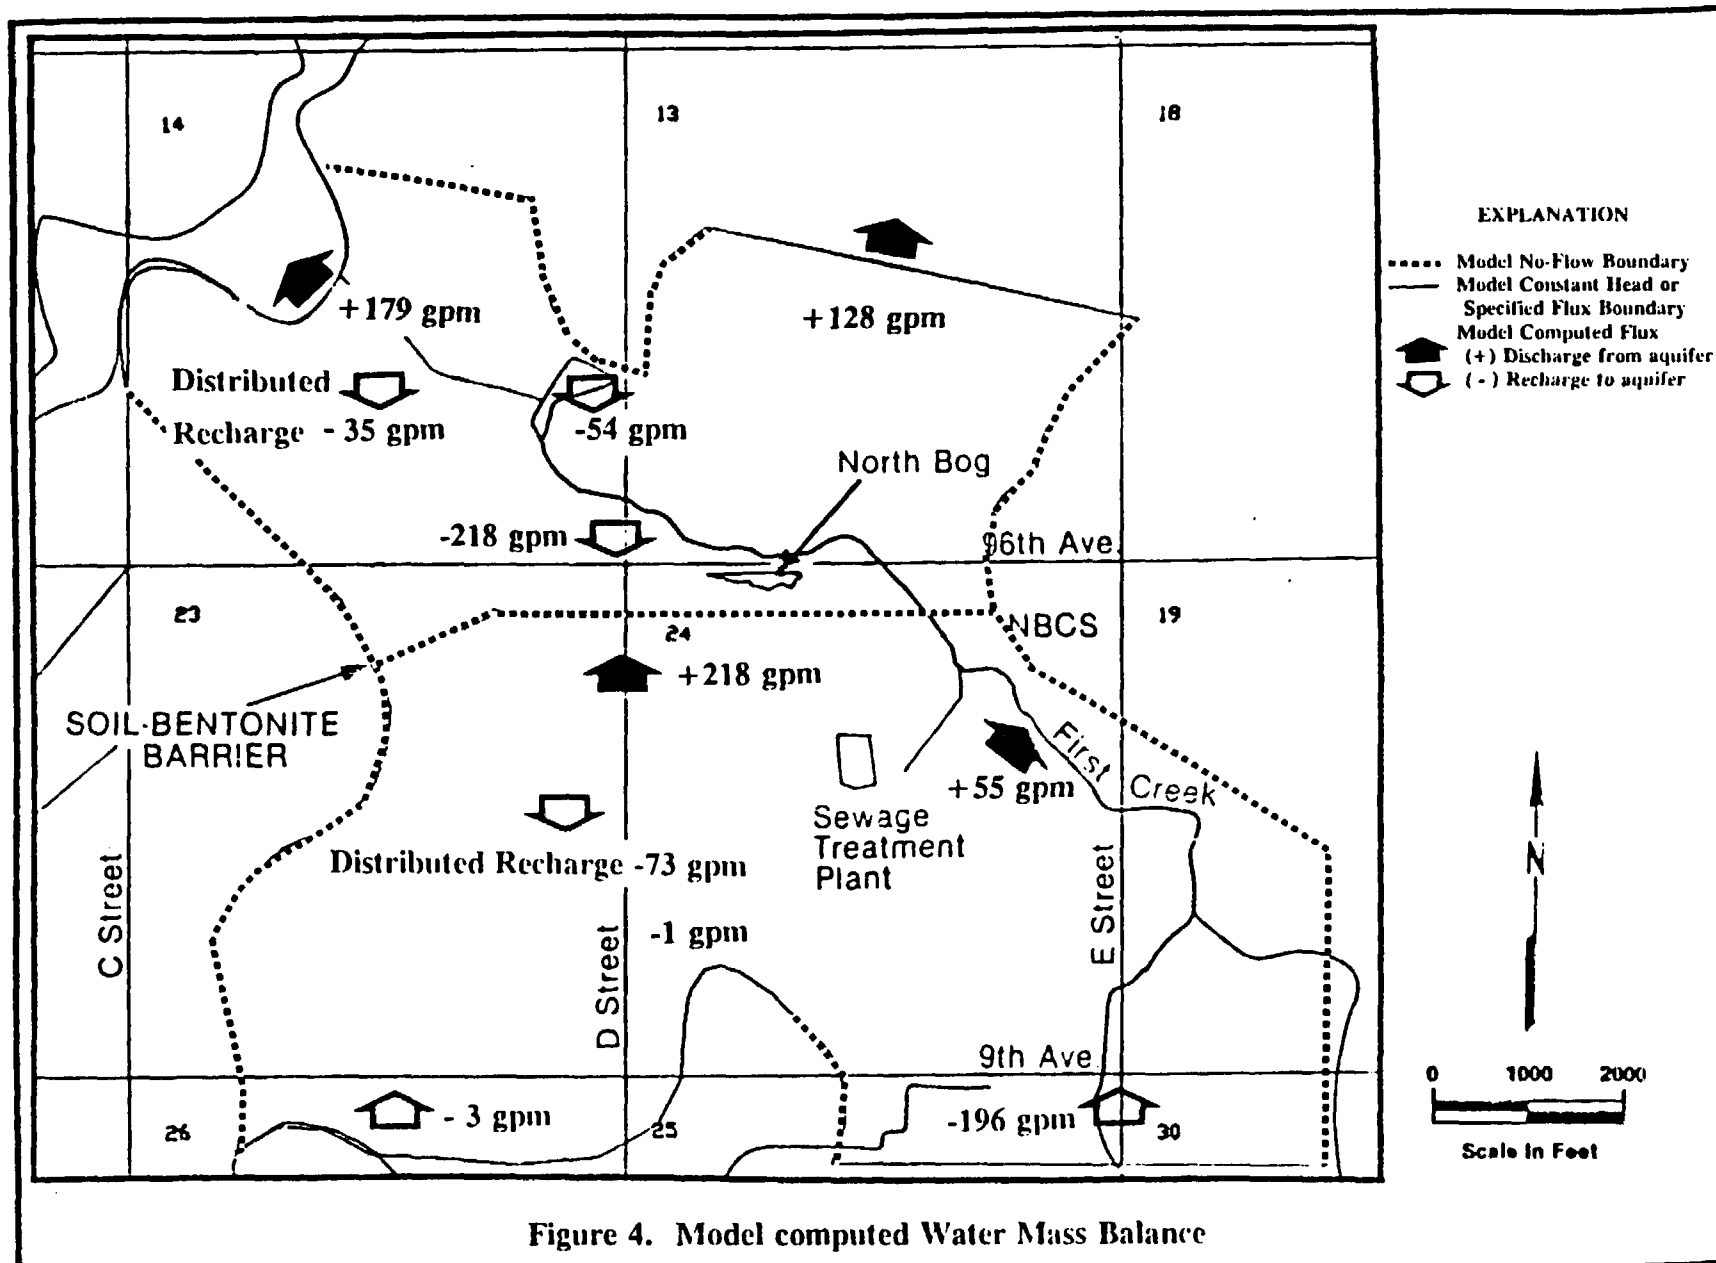 14
13
18
EXPLANATION
Model No-Flow Boundary
Model Constant Head or
Specified Flux Boundary
Model Computed Flux
(+) Discharge from aquifer
(-) Recharge to aquifer
+179 gpm
+128 gpm
Distributed
Recharge - 35 gpm
-54 gpm
North Bog
-218 gpm
96th Ave.
23
24
NBCS
19
+218 gpm
SOIL-BENTONITE
BARRIER
First Creek
+55 gpm
Sewage
Treatment
Plant
Distributed Recharge -73 gpm
-1 gpm
C Street
D Street
E Street
N
9th Ave.
- 3 gpm
-196 gpm
26
25
30
0 1000 2000
Scale In Feet
Figure 4. Model computed Water Mass Balance